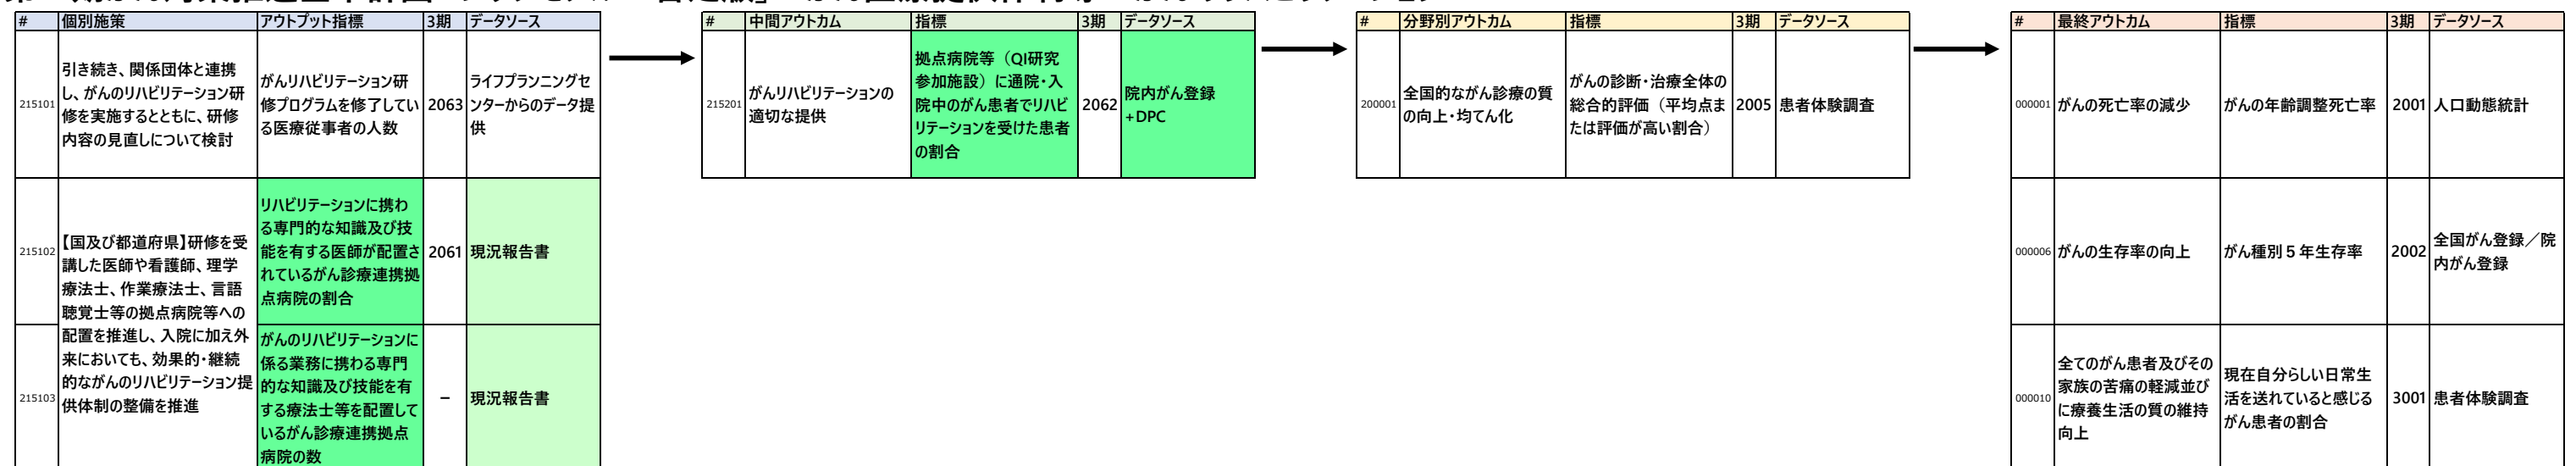 # 個別施策 アウトプット指標 3期 データソース
215101
引き続き、関係団体と連携
し、がんのリハビリテーション研
修を実施するとともに、研修
内容の見直しについて検討
がんリハビリテーション研
修プログラムを修了してい
る医療従事者の人数
2063
ライフプランニングセ
ンターからのデータ提
供
215102
【国及び都道府県】研修を受
講した医師や看護師、理学
療法士、作業療法士、言語
聴覚士等の拠点病院等への
配置を推進し、入院に加え外
来においても、効果的・継続
的ながんのリハビリテーション提
供体制の整備を推進
リハビリテーションに携わ
る専門的な知識及び技
能を有する医師が配置さ
れているがん診療連携拠
点病院の割合
2061
現況報告書
215103
がんのリハビリテーションに
係る業務に携わる専門
的な知識及び技能を有
する療法士等を配置して
いるがん診療連携拠点
病院の数
－
現況報告書
# 中間アウトカム 指標 3期 データソース
215201
がんリハビリテーションの
適切な提供
拠点病院等（QI研究
参加施設）に通院・入
院中のがん患者でリハビ
リテーションを受けた患者
の割合
2062
院内がん登録
+DPC
# 分野別アウトカム 指標 3期 データソース
200001
全国的ながん診療の質
の向上・均てん化
がんの診断・治療全体の
総合的評価（平均点ま
たは評価が高い割合）
2005
患者体験調査
# 最終アウトカム 指標 3期 データソース
000001
がんの死亡率の減少
がんの年齢調整死亡率
2001
人口動態統計
000006
がんの生存率の向上
がん種別５年生存率
2002
全国がん登録／院
内がん登録
000010
全てのがん患者及びその
家族の苦痛の軽減並び
に療養生活の質の維持
向上
現在自分らしい日常生
活を送れていると感じる
がん患者の割合
3001
患者体験調査